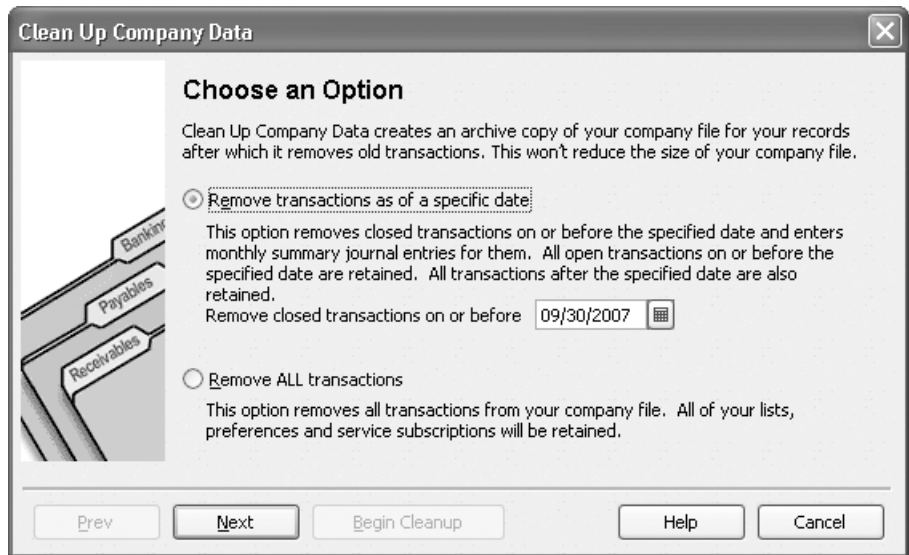 Clean Up Company Data
Choose an Option
Clean Up Company Data creates an archive copy of your company file for your records
after which it removes old transactions. This won't reduce the size of your company file.
Remove transactions as of a specific date
This option removes closed transactions on or before the specified date and enters
monthly summary journal entries for them. All open transactions on or before the
specified date are retained. All transactions after the specified date are also
retained.
Remove closed transactions on or before 09/30/2007
Remove ALL transactions
This option removes all transactions from your company file. All of your lists,
preferences and service subscriptions will be retained.
Banking
Payables
Receivables
Prev Next Begin Cleanup Help Cancel